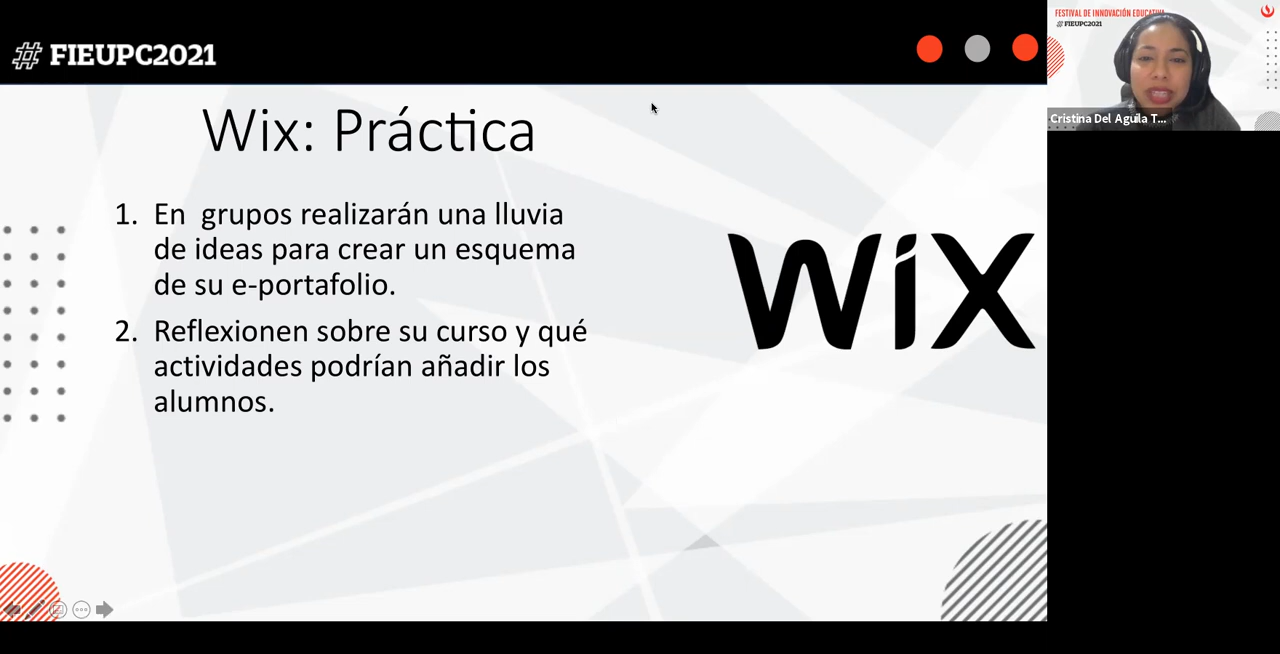 # FIEUPC2021
Wix: Práctica
1. En grupos realizarán una lluvia
de ideas para crear un esquema
de su e-portafolio.
2. Reflexionen sobre su curso y qué
actividades podrían añadir los
alumnos.
WiX
FESTIVAL DE INNOVACIÓN EDUCATIVA
# FIEUPC2021
Cristina Del Aguila T...